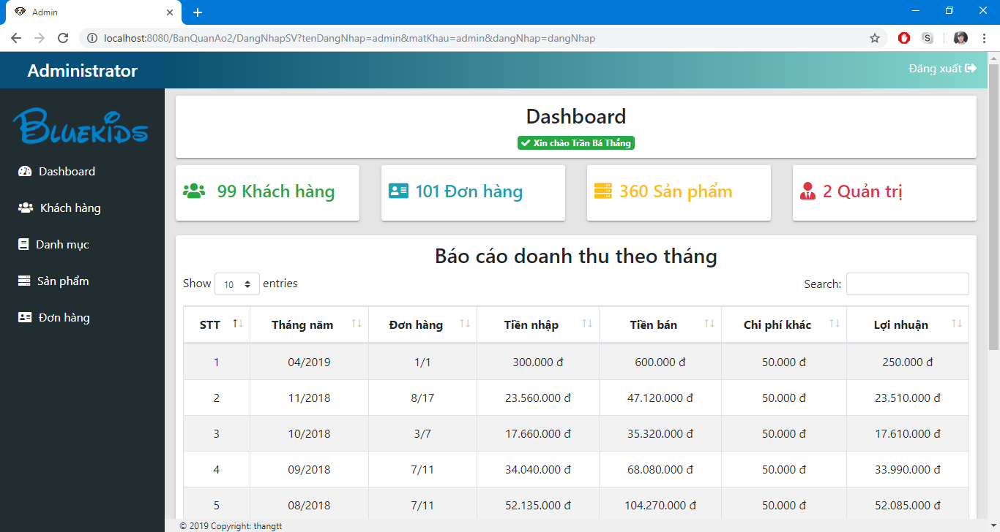 Admin
localhost:8080/BanQuanAo2/DangNhapSV?tenDangNhap=admin&matKhau=admin&dangNhap=dangNhap
S
Administrator
Đăng xuất
BLUEKIDS
Dashboard
Khách hàng
Danh mục
Sản phẩm
Đơn hàng
Dashboard
Xin chào Trần Bá Thắng
99 Khách hàng
101 Đơn hàng
360 Sản phẩm
2 Quản trị
Báo cáo doanh thu theo tháng
Show 10 entries
Search:
STT Tháng năm Đơn hàng Tiền nhập Tiền bán Chi phí khác Lợi nhuận
1 04/2019 1/1 300.000 đ 600.000 đ 50.000 đ 250.000 đ
2 11/2018 8/17 23.560.000 đ 47.120.000 đ 50.000 đ 23.510.000 đ
3 10/2018 3/7 17.660.000 đ 35.320.000 đ 50.000 đ 17.610.000 đ
4 09/2018 7/11 34.040.000 đ 68.080.000 đ 50.000 đ 33.990.000 đ
5 08/2018 7/11 52.135.000 đ 104.270.000 đ 50.000 đ 52.085.000 đ
© 2019 Copyright: thangtt